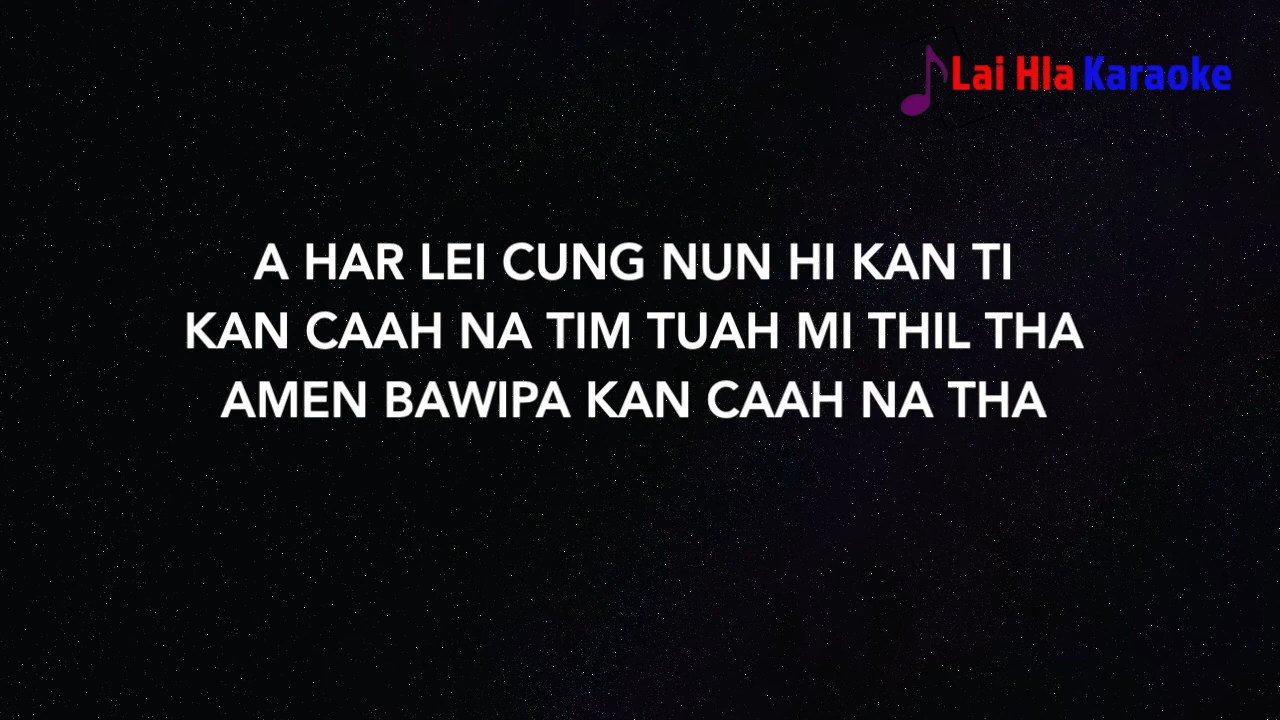 Lai Hla Karaoke
A HAR LEI CUNG NUN HI KAN TI
KAN CAAH NA TIM TUAH MI THIL THA
AMEN BAWIPA KAN CAAH NA THA